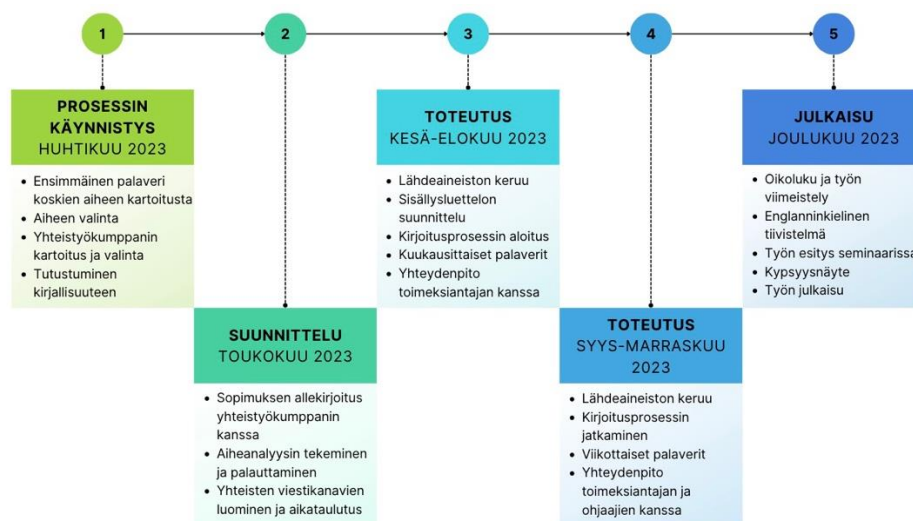 1
2
3
4
5
PROSESSIN
KÄYNNISTYS
HUHTIKUU 2023
• Ensimmäinen palaveri
koskien aiheen kartoitusta
• Aiheen valinta
• Yhteistyökumppanin
kartoitus ja valinta
• Tutustuminen
kirjallisuuteen
SUUNNITTELU
TOUKOKUU 2023
• Sopimuksen allekirjoitus
yhteistyökumppanin
kanssa
• Aiheanalyysin tekeminen
ja palauttaminen
• Yhteisten viestikanavien
luominen ja aikataulutus
TOTEUTUS
KESÄ-ELOKUU 2023
• Lähdeaineiston keruu
• Sisällysluettelon
suunnittelu
• Kirjoitusprosessin aloitus
• Kuukausittaiset palaverit
• Yhteydenpito
toimeksiantajan kanssa
TOTEUTUS
SYYS-MARRASKUU
2023
• Lähdeaineiston keruu
• Kirjoitusprosessin
jatkaminen
• Viikottaiset palaverit
• Yhteydenpito
toimeksiantajan ja
ohjaajien kanssa
JULKAISU
JOULUKUU 2023
• Oikoluku ja työn
viimeistely
• Englanninkielinen
tiivistelmä
• Työn esitys seminaarissa
• Kypsyysnäyte
• Työn julkaisu